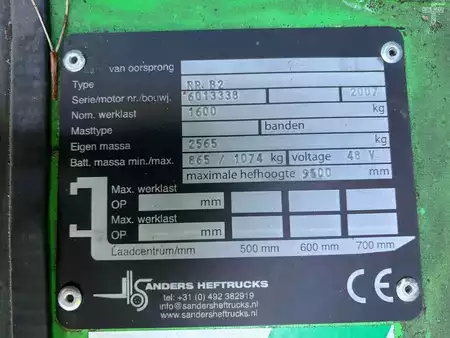 van oorsprong
Type RR B2
Serie/motor nr./bouwj. 6013338 2007
Nom. werklast 1600 kg
Masttype banden
Eigen massa 2565 kg
Batt. massa min./max. 865 / 1074 kg voltage 48 V
maximale hefhoogte 9500 mm
Max. werklast
OP mm
Max. werklast
OP mm
Laadcentrum/mm 500 mm 600 mm 700 mm
SANDERS HEFTRUCKS
tel: +31 (0) 492 382919
info@sandersheftrucks.nl
www.sandersheftrucks.nl
CE